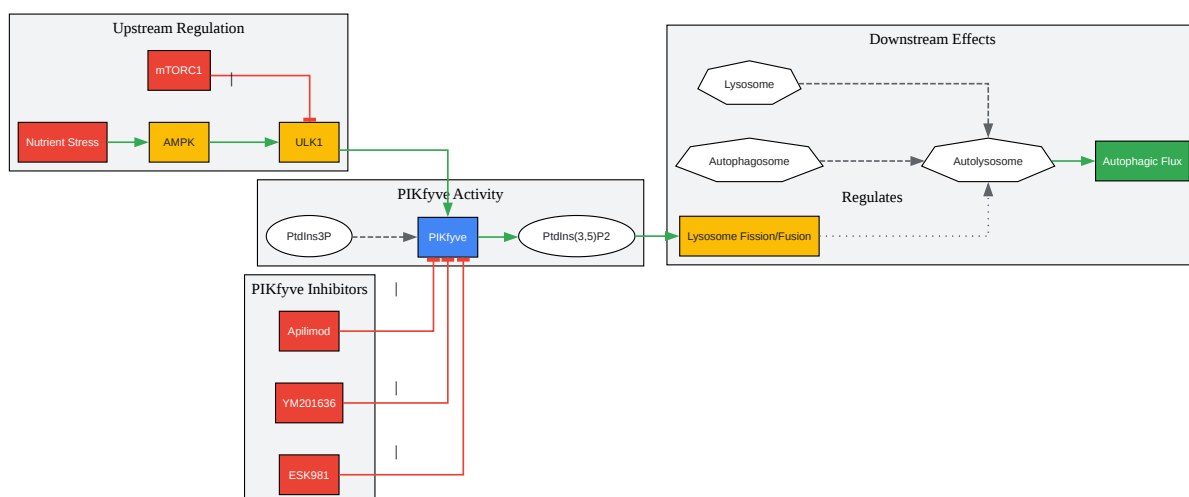 Upstream Regulation
mTORC1
|
Nutrient Stress
AMPK
ULK1
PIKfyve Activity
PtdIns3P
PIKfyve
PtdIns(3,5)P2
PIKfyve Inhibitors
|
Apilimod
|
YM201636
|
ESK981
Downstream Effects
Lysosome
Autophagosome
Autolysosome
Autophagic Flux
Regulates
Lysosome Fission/Fusion